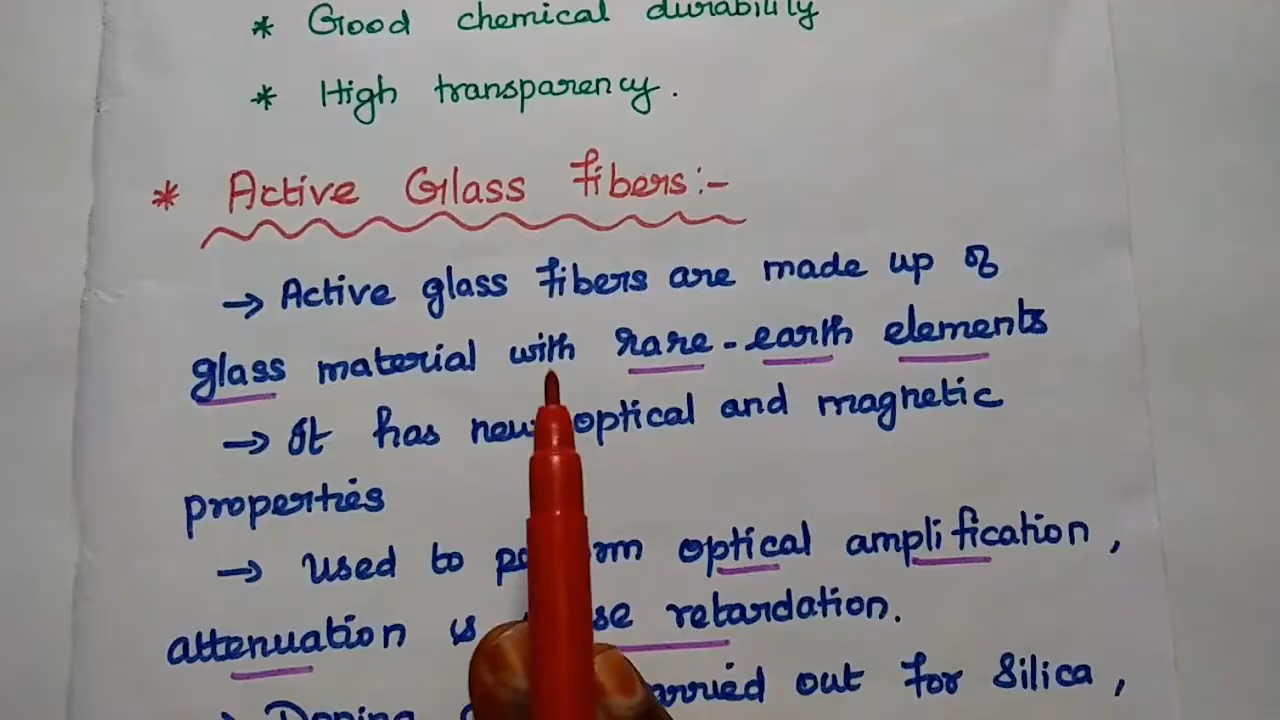 * Good chemical durability
* High transparency.
* Active Glass Fibers:-
→ Active glass fibers are made up of
glass material with rare-earth elements
→ It has new optical and magnetic
properties
→ Used to optical amplification,
attenuation retardation.
→ Doping carried out for Silica,